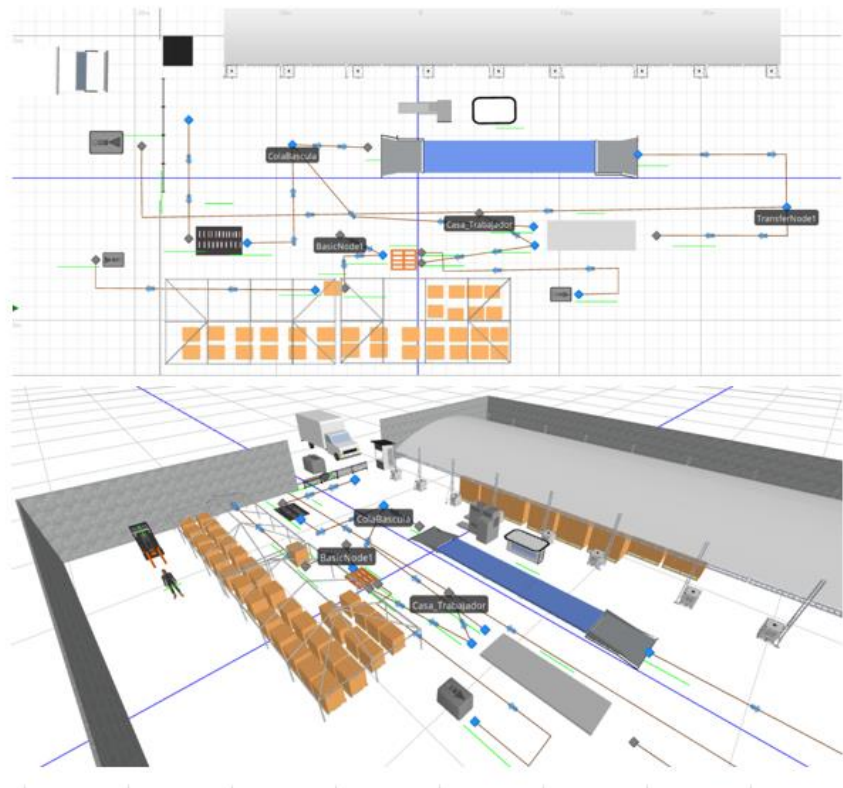 ColaBascula
Casa_Trabajador
TransferNode1
BasicNode1
ColaBascula
BasicNode1
Casa_Trabajador